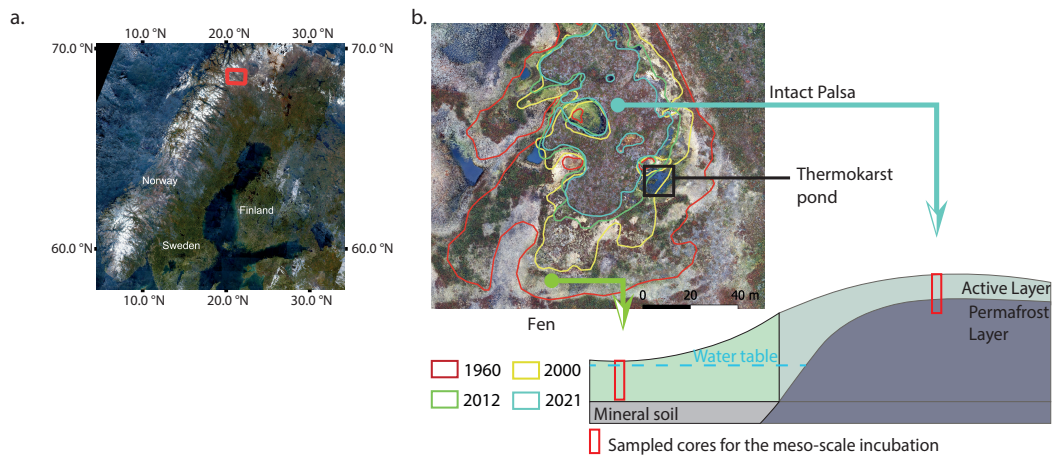 a.
10.0 °N 20.0 °N 30.0 °N
70.0 °N 70.0 °N
Norway
Finland
Sweden
60.0 °N 60.0 °N
10.0 °N 20.0 °N 30.0 °N
b.
Intact Palsa
Thermokarst
pond
0 20 40 m
Fen
1960 2000
2012 2021
Active Layer
Permafrost
Layer
Water table
Mineral soil
Sampled cores for the meso-scale incubation